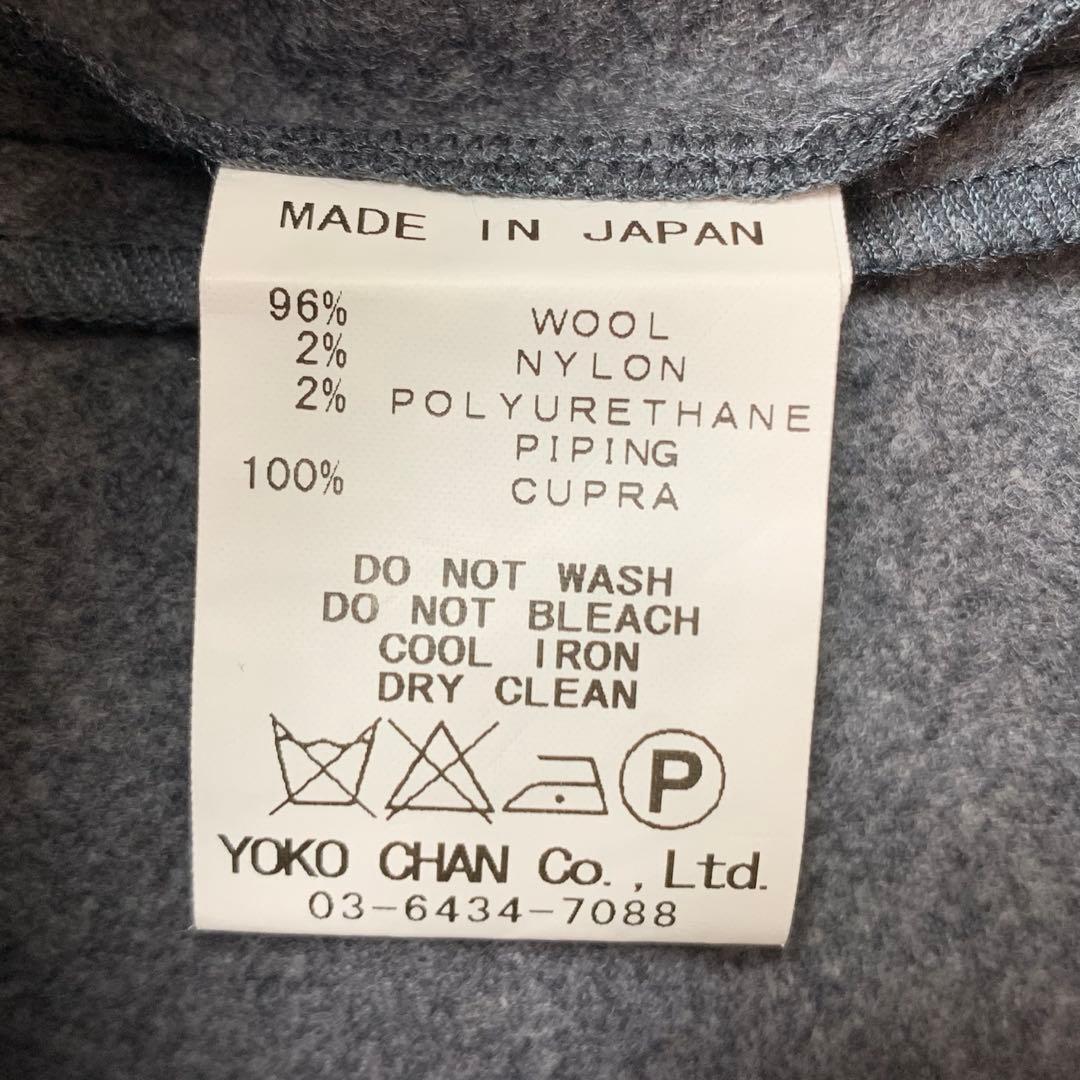 MADE IN JAPAN
96% WOOL
2% NYLON
2% POLYURETHANE
PIPING
100% CUPRA
DO NOT WASH
DO NOT BLEACH
COOL IRON
DRY CLEAN
P
YOKO CHAN Co., Ltd.
03-6434-7088